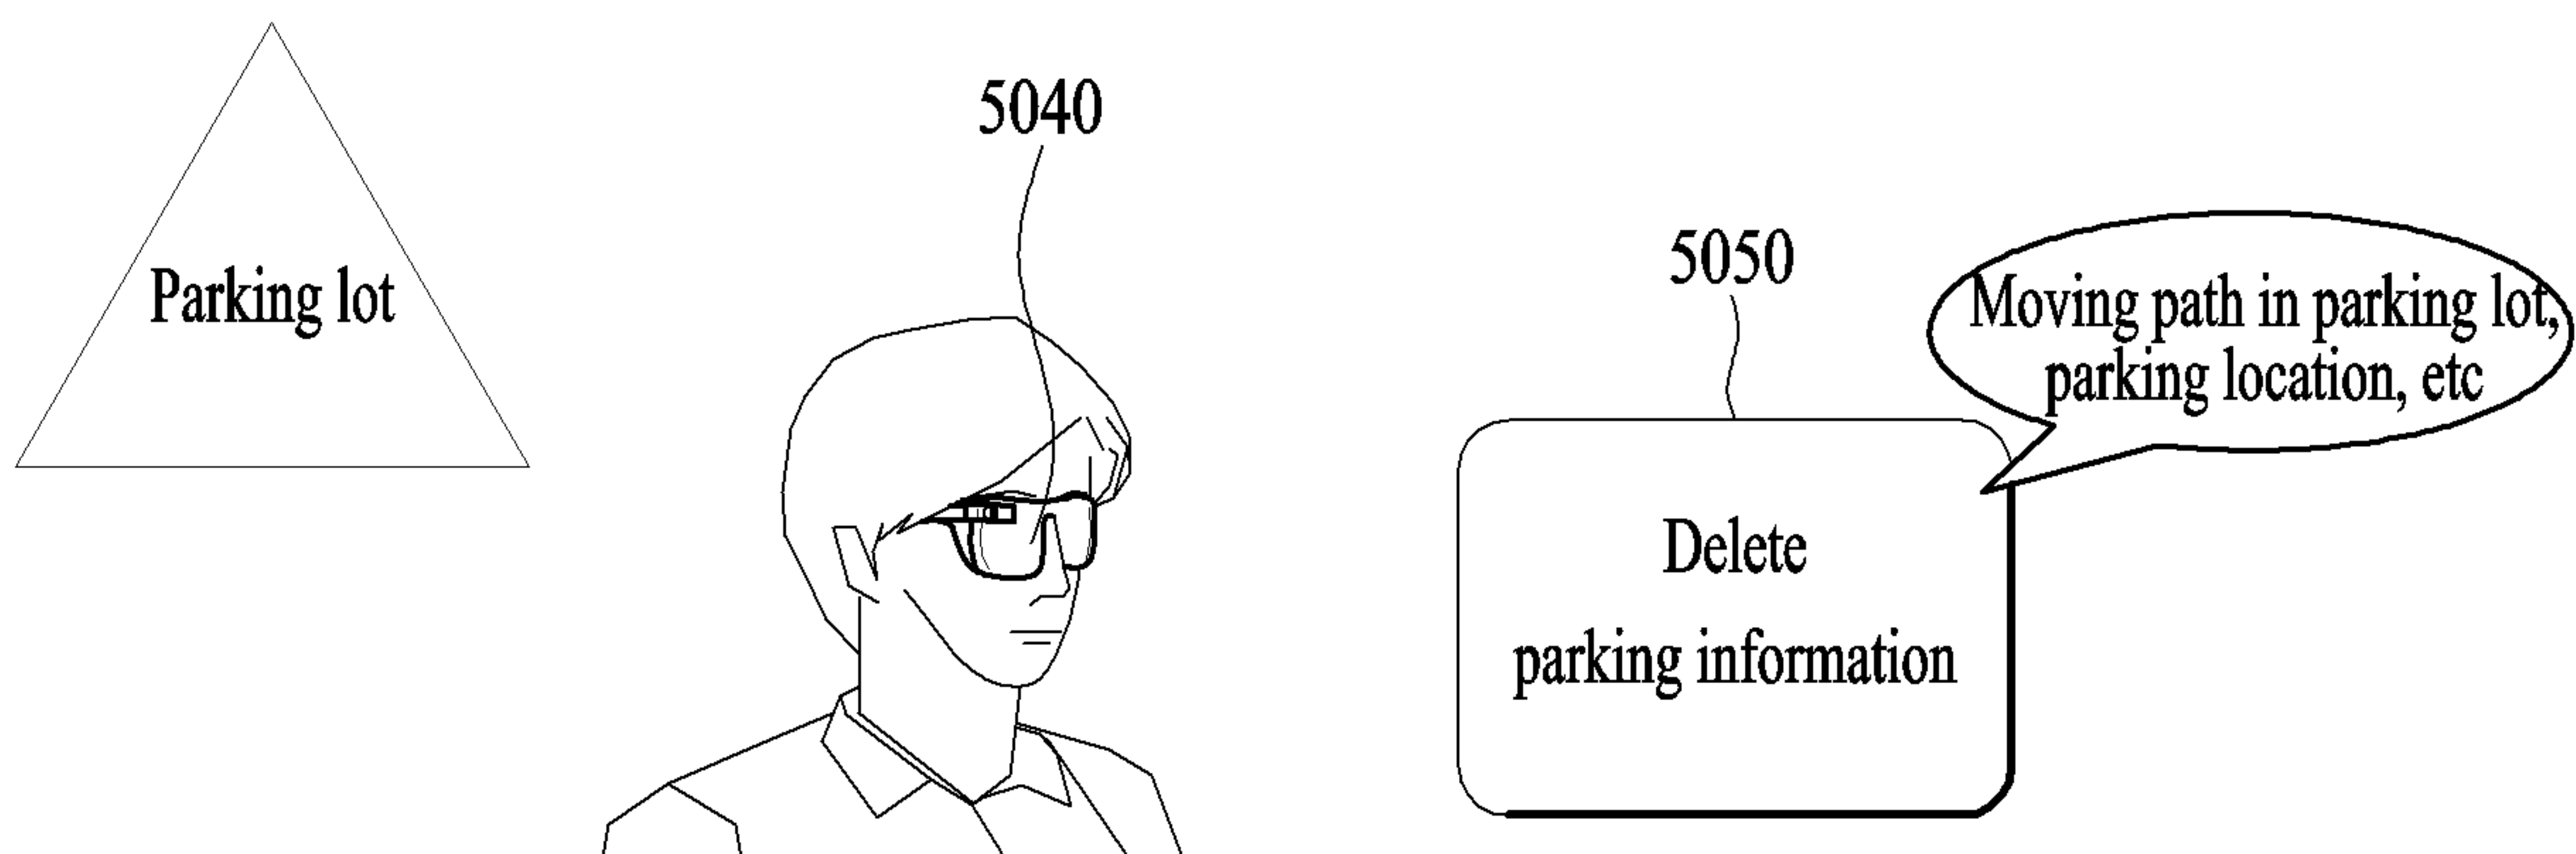 Parking lot
5040
5050
Moving path in parking lot,
parking location, etc
Delete
parking information